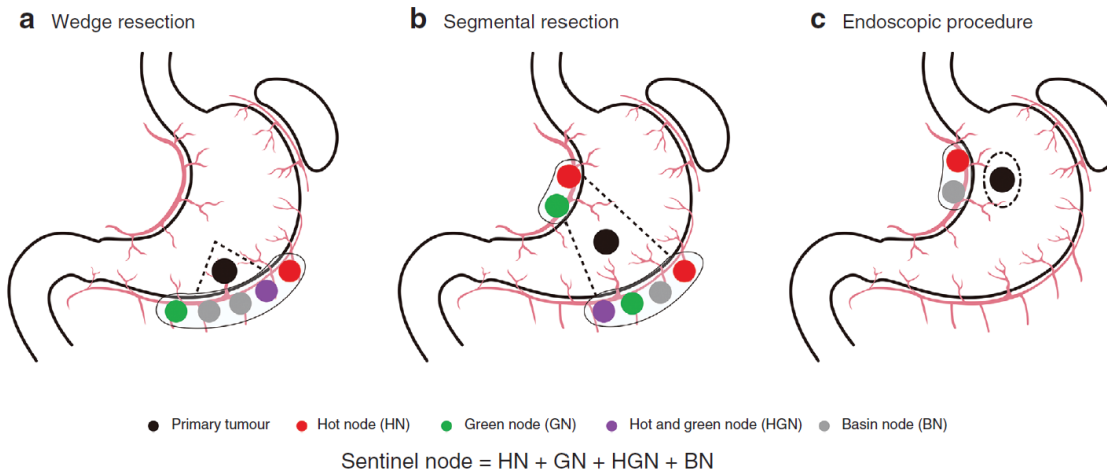 a Wedge resection
b Segmental resection
c Endoscopic procedure
Primary tumour
Hot node (HN)
Green node (GN)
Hot and green node (HGN)
Basin node (BN)
Sentinel node = HN + GN + HGN + BN